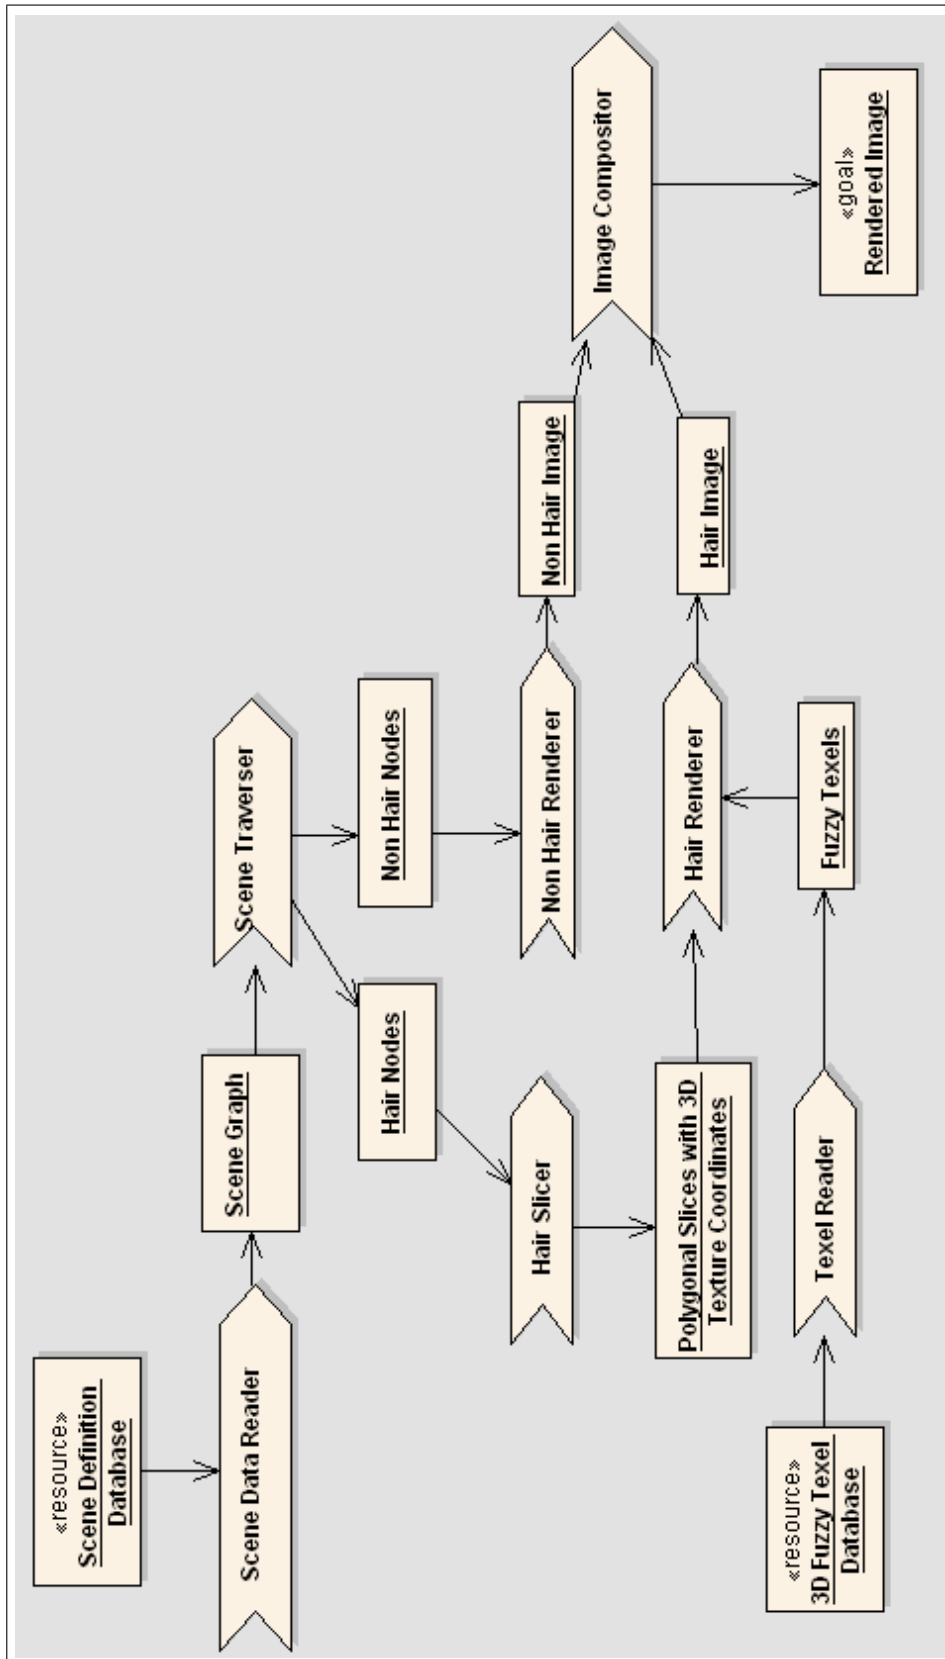 «resource»
Scene Definition
Database
Scene Data Reader
Scene Graph
Scene Traverser
Hair Nodes
Non Hair Nodes
Hair Slicer
Non Hair Renderer
Non Hair Image
Image Compositor
Polygonal Slices with 3D
Texture Coordinates
Hair Renderer
Hair Image
«resource»
3D Fuzzy Texel
Database
Texel Reader
Fuzzy Texels
«goal»
Rendered Image